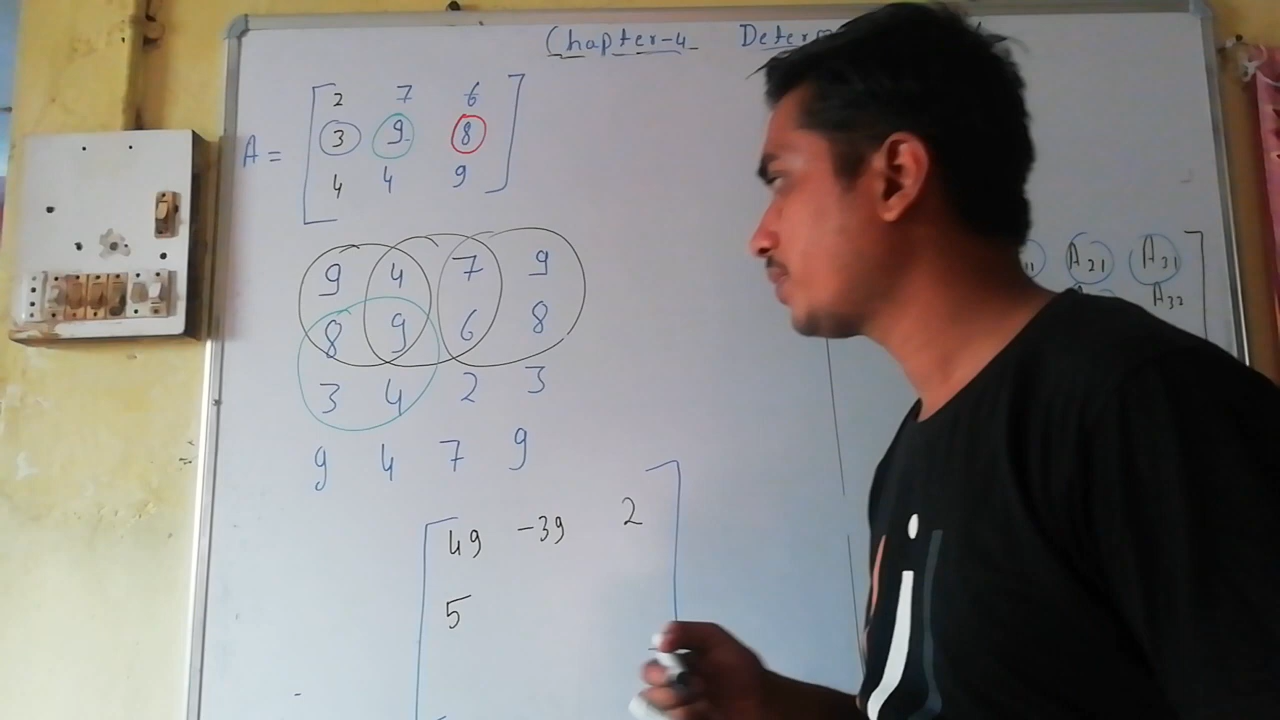 Chapter-4 Deter
2 7 6
A = 3 9 8
4 4 9
9 4 7 9
8 9 6 8
3 4 2 3
9 4 7 9
A21 A31
A32
49 -39 2
5